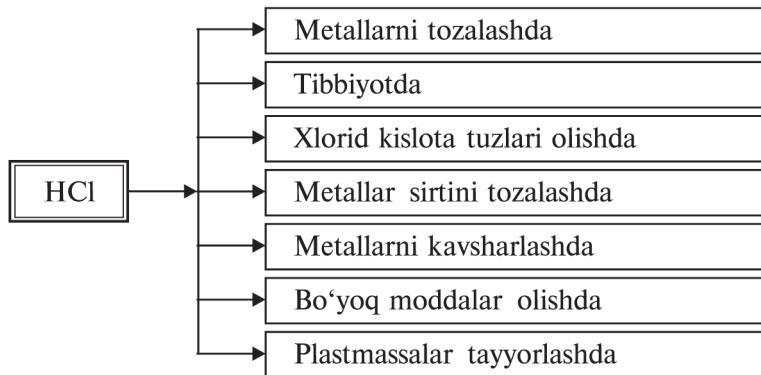 Metallarni tozalashda
Tibbiyotda
Xlorid kislota tuzlari olishda
HCl
Metallar sirtini tozalashda
Metallarni kavsharlashda
Bo‘yoq moddalar olishda
Plastmassalar tayyorlashda